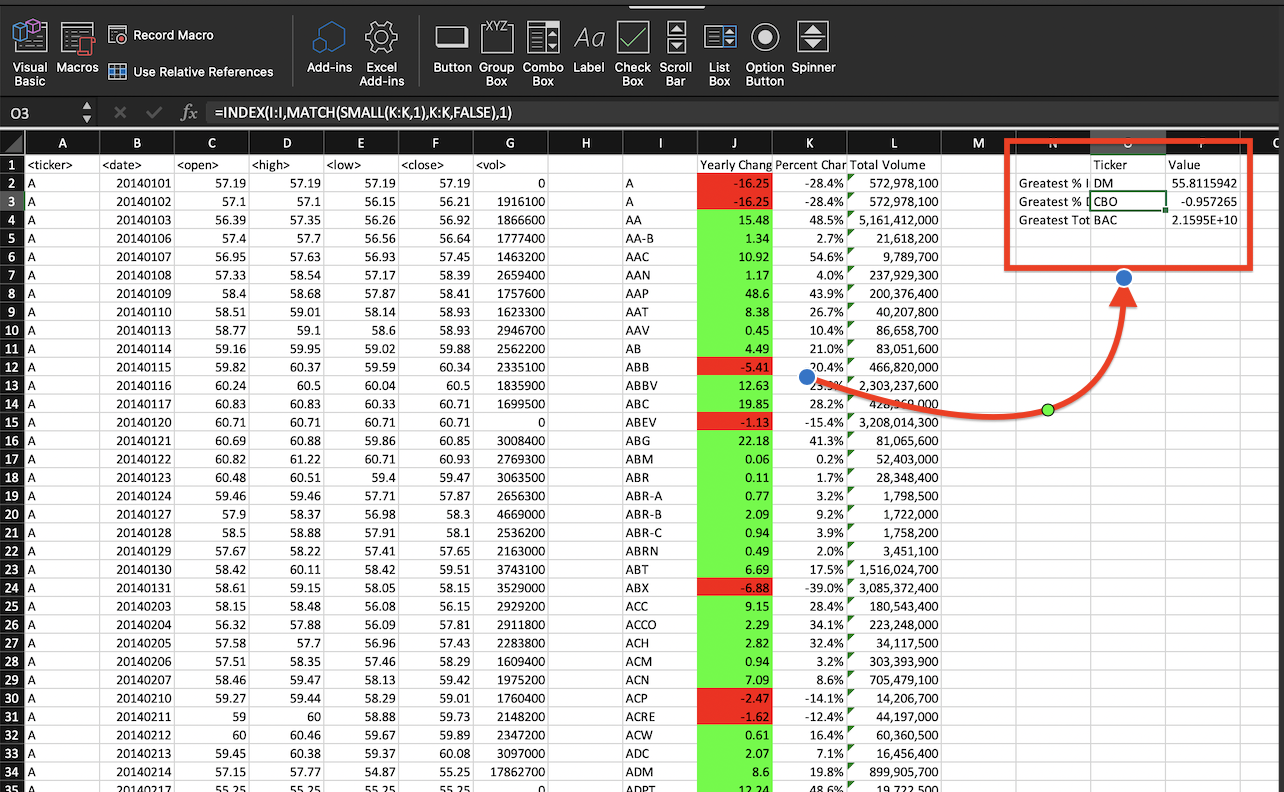 Visual Basic Macros Record Macro Use Relative References Add-ins Excel Add-ins Button Group Box Combo Box Label Check Box Scroll Bar List Box Option Button Spinner
XYZ Aa
O3 fx =INDEX(I:I,MATCH(SMALL(K:K,1),K:K,FALSE),1)
A B C D E F G H I J K L M
1 <ticker> <date> <open> <high> <low> <close> <vol> Yearly Chang Percent Char Total Volume Ticker Value
2 A 20140101 57.19 57.19 57.19 57.19 0 A -16.25 -28.4% 572,978,100 Greatest % I DM 55.8115942
3 A 20140102 57.1 57.1 56.15 56.21 1916100 A -16.25 -28.4% 572,978,100 Greatest % CBO -0.957265
4 A 20140103 56.39 57.35 56.26 56.92 1866600 AA 15.48 48.5% 5,161,412,000 Greatest Tot BAC 2.1595E+10
5 A 20140106 57.4 57.7 56.56 56.64 1777400 AA-B 1.34 2.7% 21,618,200
6 A 20140107 56.95 57.63 56.93 57.45 1463200 AAC 10.92 54.6% 9,789,700
7 A 20140108 57.33 58.54 57.17 58.39 2659400 AAN 1.17 4.0% 237,929,300
8 A 20140109 58.4 58.68 57.87 58.41 1757600 AAP 48.6 43.9% 200,376,400
9 A 20140110 58.51 59.01 58.14 58.93 1623300 AAT 8.38 26.7% 40,207,800
10 A 20140113 58.77 59.1 58.6 58.93 2946700 AAV 0.45 10.4% 86,658,700
11 A 20140114 59.16 59.95 59.02 59.88 2562200 AB 4.49 21.0% 83,051,600
12 A 20140115 59.82 60.37 59.59 60.34 2335100 ABB -5.41 466,820,000
13 A 20140116 60.24 60.5 60.04 60.5 1835900 ABBV 12.63 2,303,237,600
14 A 20140117 60.83 60.83 60.33 60.71 1699500 ABC 19.85 28.2%
15 A 20140120 60.71 60.71 60.71 60.71 0 ABEV -1.13 -15.4% 3,208,014,300
16 A 20140121 60.69 60.88 59.86 60.85 3008400 ABG 22.18 41.3% 81,065,600
17 A 20140122 60.82 61.22 60.71 60.93 2769300 ABM 0.06 0.2% 52,403,000
18 A 20140123 60.48 60.51 59.4 59.47 3063500 ABR 0.11 1.7% 28,348,400
19 A 20140124 59.46 59.46 57.71 57.87 2656300 ABR-A 0.77 3.2% 1,798,500
20 A 20140127 57.9 58.37 56.98 58.3 4669000 ABR-B 2.09 9.2% 1,722,000
21 A 20140128 58.5 58.88 57.91 58.1 2536200 ABR-C 0.94 3.9% 1,758,200
22 A 20140129 57.67 58.22 57.41 57.65 2163000 ABRN 0.49 2.0% 3,451,100
23 A 20140130 58.42 60.11 58.42 59.51 3743100 ABT 6.69 17.5% 1,516,024,700
24 A 20140131 58.61 59.15 58.05 58.15 3529000 ABX -6.88 -39.0% 3,085,372,400
25 A 20140203 58.15 58.48 56.08 56.15 2929200 ACC 9.15 28.4% 180,543,400
26 A 20140204 56.32 57.88 56.09 57.81 2911800 ACCO 2.29 34.1% 223,248,000
27 A 20140205 57.58 57.7 56.96 57.43 2283800 ACH 2.82 32.4% 34,117,500
28 A 20140206 57.51 58.35 57.46 58.29 1609400 ACM 0.94 3.2% 303,393,900
29 A 20140207 58.46 59.47 58.13 59.42 1975200 ACN 7.09 8.6% 705,479,100
30 A 20140210 59.27 59.44 58.29 59.01 1760400 ACP -2.47 -14.1% 14,206,700
31 A 20140211 59 60 58.88 59.73 2148200 ACRE -1.62 -12.4% 44,197,000
32 A 20140212 60 60.46 59.67 59.89 2347200 ACW 0.61 16.4% 60,360,500
33 A 20140213 59.45 60.38 59.37 60.08 3097000 ADC 2.07 7.1% 16,456,400
34 A 20140214 57.15 57.77 54.87 55.25 17862700 ADM 8.6 19.8% 899,905,700
35 A 20140217 55.25 55.25 55.25 55.25 0 ADPT 12.24 48.6% 19,722,500